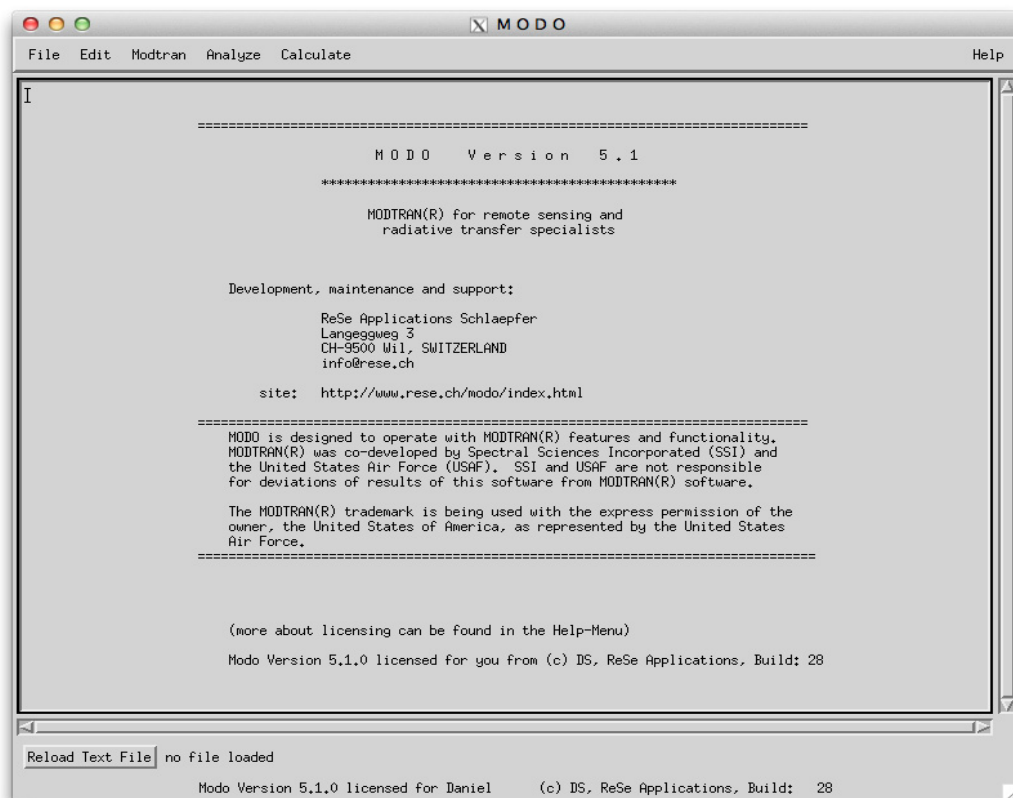 X MODO
File Edit Modtran Analyze Calculate Help
===============================================================================
M O D O   V e r s i o n   5 . 1
**********************************************
MODTRAN(R) for remote sensing and
radiative transfer specialists
Development, maintenance and support:
ReSe Applications Schlaepfer
Langeggweg 3
CH-9500 Wil, SWITZERLAND
info@rese.ch
site: http://www.rese.ch/modo/index.html
===============================================================================
MODO is designed to operate with MODTRAN(R) features and functionality.
MODTRAN(R) was co-developed by Spectral Sciences Incorporated (SSI) and
the United States Air Force (USAF). SSI and USAF are not responsible
for deviations of results of this software from MODTRAN(R) software.
The MODTRAN(R) trademark is being used with the express permission of the
owner, the United States of America, as represented by the United States
Air Force.
================================================================================
(more about licensing can be found in the Help-Menu)
Modo Version 5.1.0 licensed for you from (c) DS, ReSe Applications, Build: 28
Reload Text File no file loaded
Modo Version 5.1.0 licensed for Daniel (c) DS, ReSe Applications, Build: 28